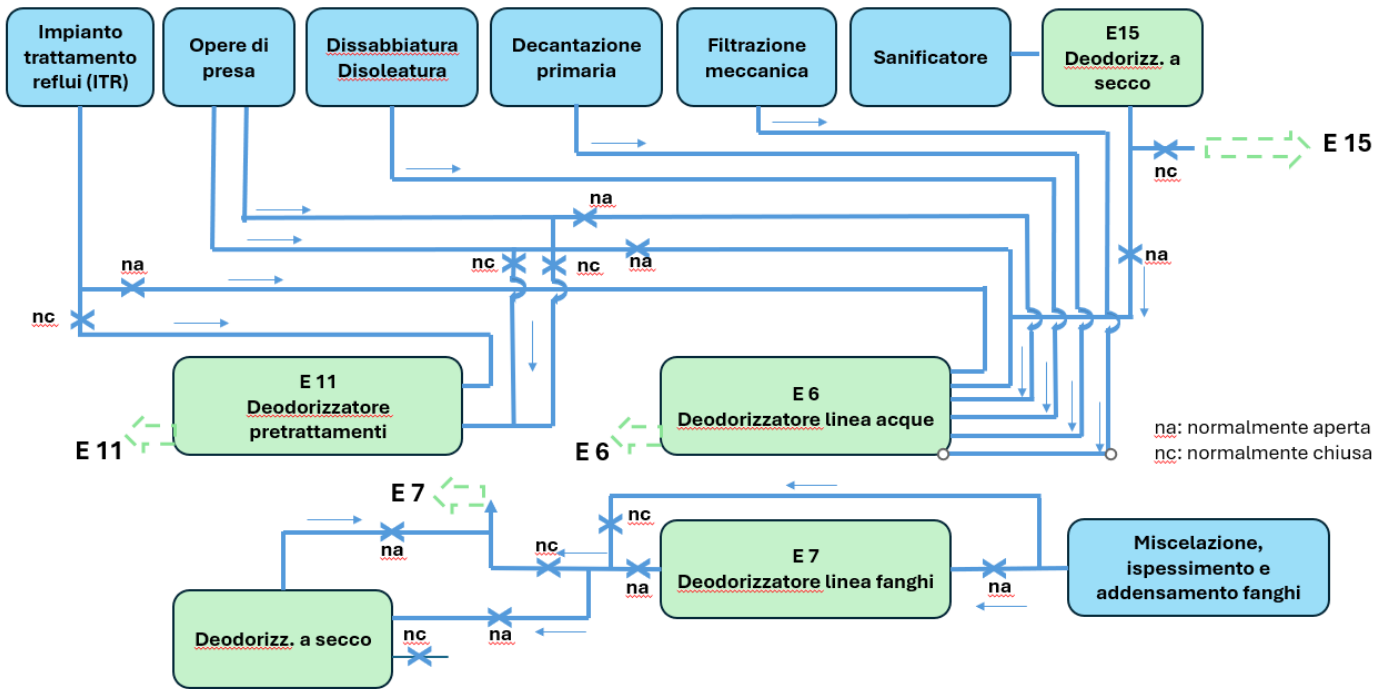 Impianto
trattamento
reflui (ITR)
Opere di
presa
Dissabbiatura
Disoleatura
Decantazione
primaria
Filtrazione
meccanica
Sanificatore
E15
Deodorizz. a
secco
E 15
nc
na
na
nc
nc
na
na
nc
E 11
Deodorizzatore
pretrattamenti
E 11
E 6
Deodorizzatore linea acque
E 6
na: normalmente aperta
nc: normalmente chiusa
E 7
nc
na
nc
E 7
Deodorizzatore linea fanghi
na
na
Miscelazione,
ispessimento e
addensamento fanghi
Deodorizz. a secco
na
nc